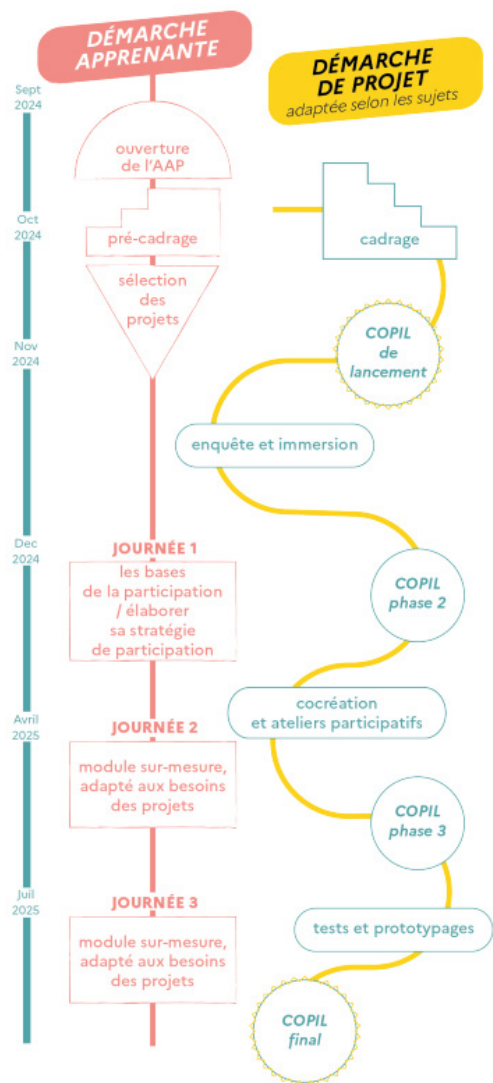 DÉMARCHE
APPRENANTE
DÉMARCHE
DE PROJET
adaptée selon les sujets
Sept
2024
ouverture
de l'AAP
Oct
2024
pré-cadrage
cadrage
sélection
des
projets
Nov
2024
COPIL
de
lancement
enquête et immersion
Dec
2024
JOURNÉE 1
les bases
de la participation
/ élaborer
sa stratégie
de participation
COPIL
phase 2
cocréation
et ateliers participatifs
Avril
2025
JOURNÉE 2
module sur-mesure,
adapté aux besoins
des projets
COPIL
phase 3
Juil
2025
JOURNÉE 3
module sur-mesure,
adapté aux besoins
des projets
tests et prototypages
COPIL
final